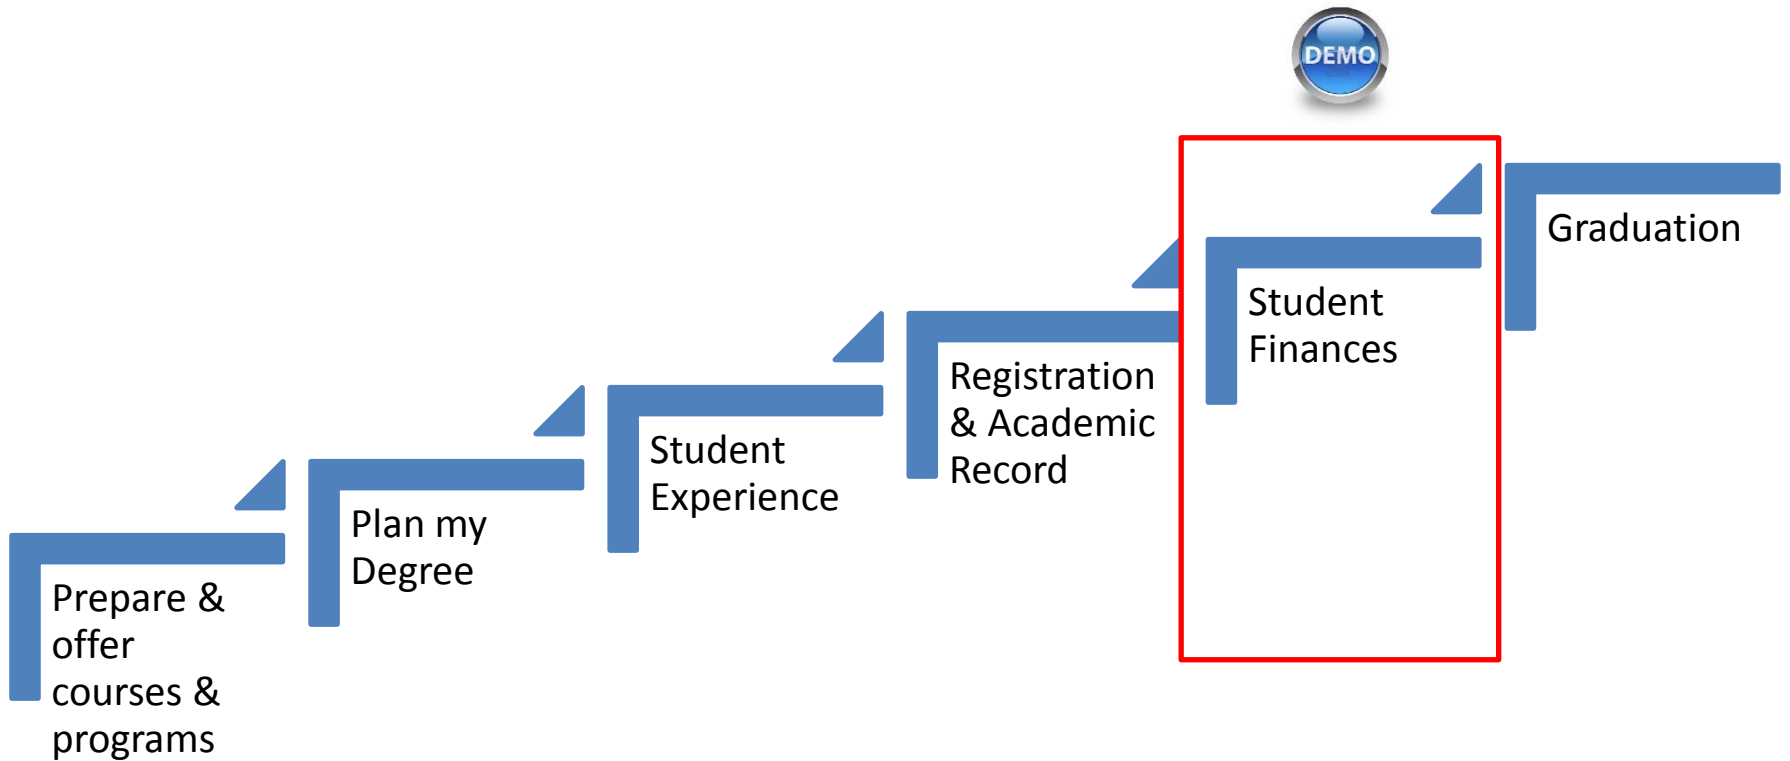 DEMO
Prepare &
offer
courses &
programs
Plan my
Degree
Student
Experience
Registration
& Academic
Record
Student
Finances
Graduation